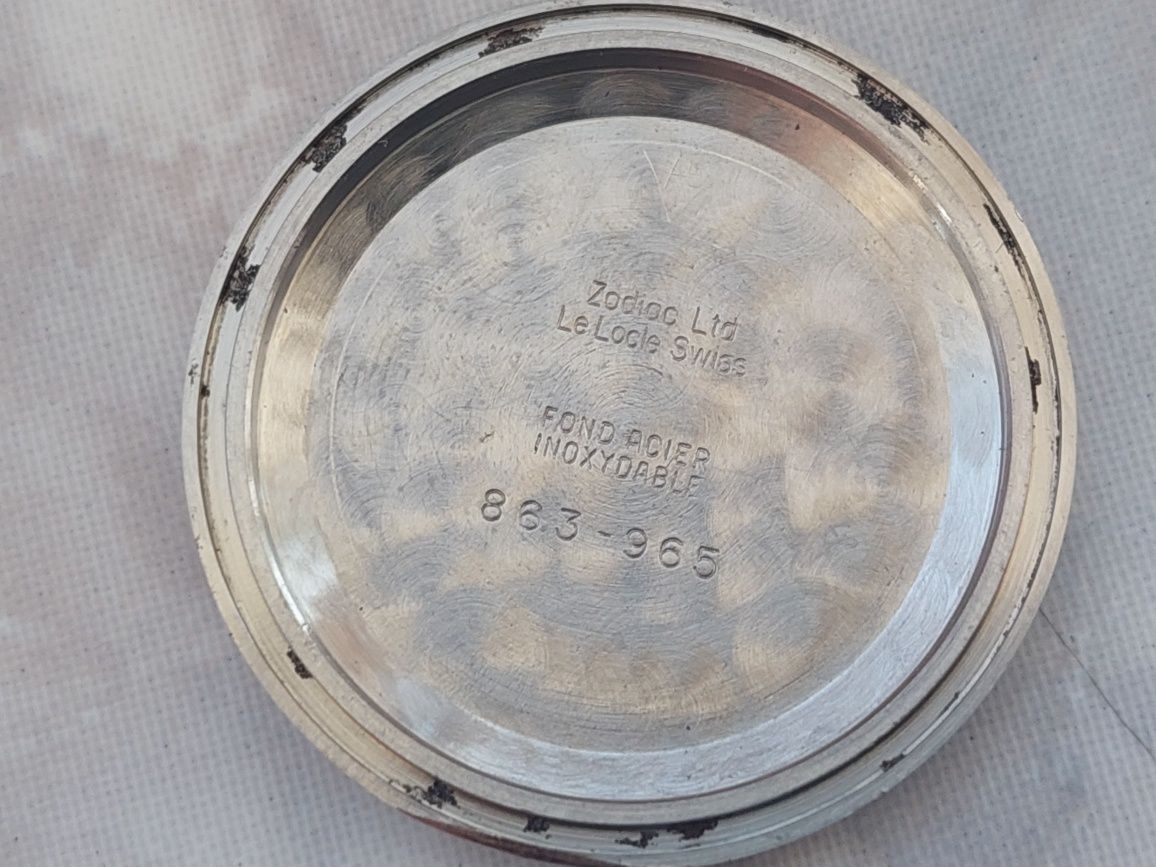 Zodiac Ltd
Le Locle Swiss
FOND ACIER
INOXYDABLE
863-965